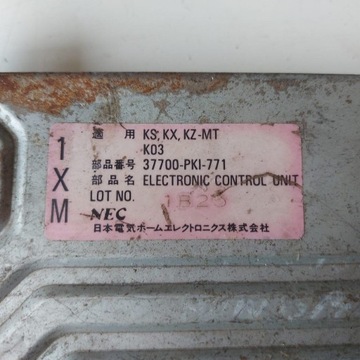 1XM
適 用 KS, KX, KZ-MT
K03
部品番号 37700-PKI-771
部 品 名 ELECTRONIC CONTROL UNIT
LOT NO.
NEC
日本電気ホームエレクトロニクス株式会社